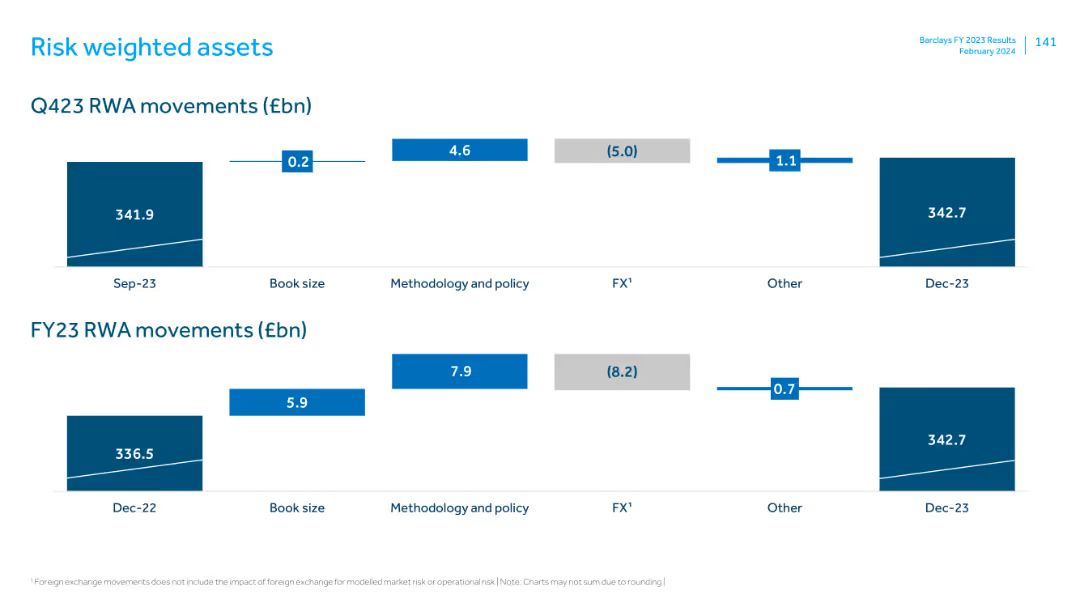 Risk weighted assets
Barclays FY 2023 Results
February 2024
141
Q423 RWA movements (£bn)
341.9
0.2
4.6
(5.0)
1.1
342.7
Sep-23
Book size
Methodology and policy
FX¹
Other
Dec-23
FY23 RWA movements (£bn)
336.5
5.9
7.9
(8.2)
0.7
342.7
Dec-22
Book size
Methodology and policy
FX¹
Other
Dec-23
¹ Foreign exchange movements does not include the impact of foreign exchange for modelled market risk or operational risk | Note: Charts may not sum due to rounding |